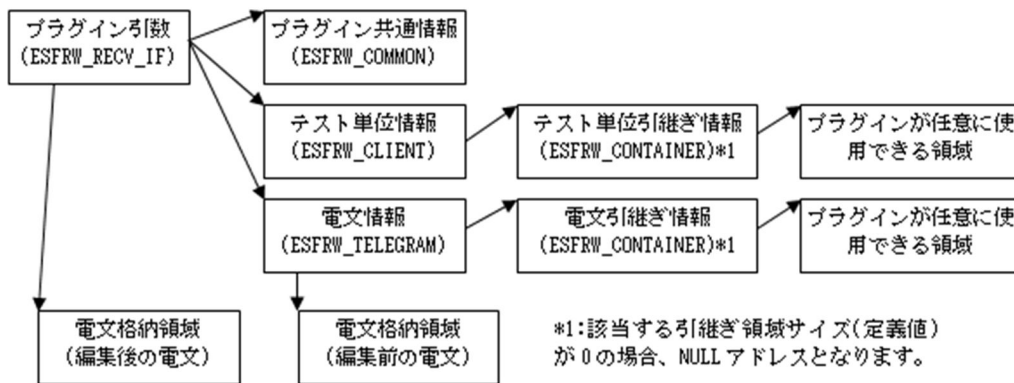 プラグイン引数
(ESFRW_RECV_IF)
プラグイン共通情報
(ESFRW_COMMON)
テスト単位情報
(ESFRW_CLIENT)
テスト単位引継ぎ情報
(ESFRW_CONTAINER)*1
プラグインが任意に使
用できる領域
電文情報
(ESFRW_TELEGRAM)
電文引継ぎ情報
(ESFRW_CONTAINER)*1
プラグインが任意に使
用できる領域
電文格納領域
(編集後の電文)
電文格納領域
(編集前の電文)
*1:該当する引継ぎ領域サイズ(定義値)
が0の場合、NULLアドレスとなります。